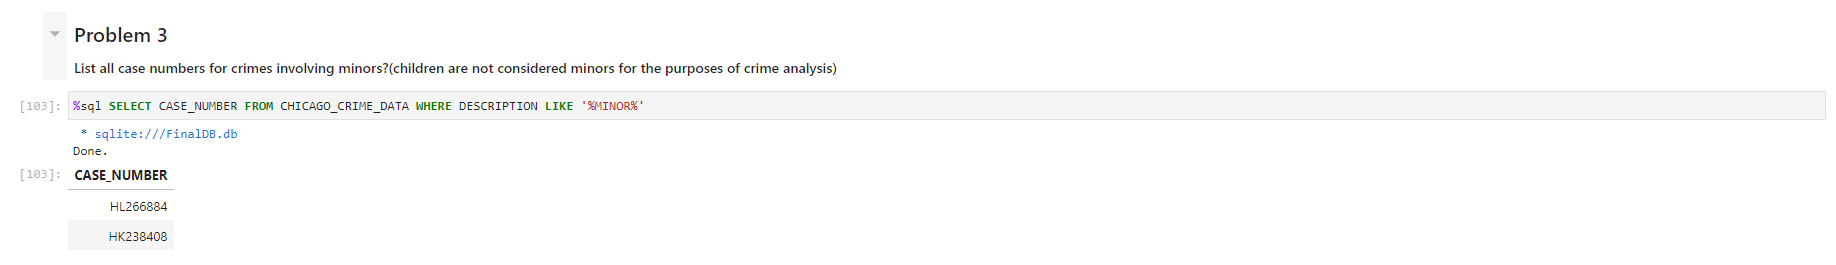 Problem 3
List all case numbers for crimes involving minors?(children are not considered minors for the purposes of crime analysis)
[103]: %sql SELECT CASE_NUMBER FROM CHICAGO_CRIME_DATA WHERE DESCRIPTION LIKE '%MINOR%'
* sqlite:///FinalDB.db
Done.
[103]: CASE_NUMBER
HL266884
HK238408